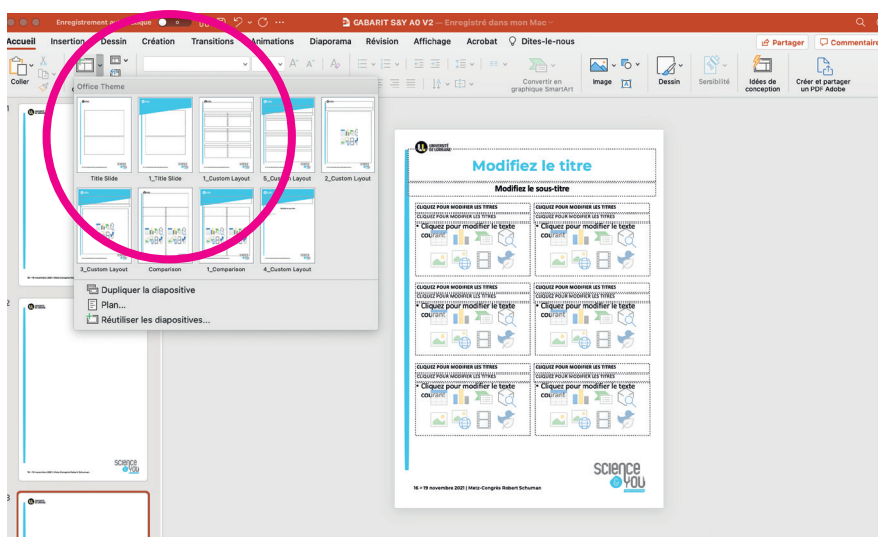 Enregistrement automatique
GABARIT S&Y A0 V2 — Enregistré dans mon Mac
Accueil Insertion Dessin Création Transitions Animations Diaporama Révision Affichage Acrobat Dites-le-nous
Partager Commentaires
Coller
Convertir en graphique SmartArt
Image
Dessin
Sensibilité
Idées de conception
Créer et partager un PDF Adobe
Office Theme
Title Slide 1_Title Slide 1_Custom Layout 5_Custom Layout 2_Custom Layout
3_Custom Layout Comparison 1_Comparison 4_Custom Layout
Dupliquer la diapositive
Plan...
Réutiliser les diapositives...
1
2
3
SCIENCE
& YOU
UNIVERSITÉ
DE LORRAINE
Modifiez le titre
Modifiez le sous-titre
CLIQUEZ POUR MODIFIER LES TITRES CLIQUEZ POUR MODIFIER LES TITRES
CLIQUEZ POUR MODIFIER LES TITRES CLIQUEZ POUR MODIFIER LES TITRES
• Cliquez pour modifier le texte • Cliquez pour modifier le texte
courant courant
CLIQUEZ POUR MODIFIER LES TITRES CLIQUEZ POUR MODIFIER LES TITRES
CLIQUEZ POUR MODIFIER LES TITRES CLIQUEZ POUR MODIFIER LES TITRES
• Cliquez pour modifier le texte • Cliquez pour modifier le texte
courant courant
CLIQUEZ POUR MODIFIER LES TITRES CLIQUEZ POUR MODIFIER LES TITRES
CLIQUEZ POUR MODIFIER LES TITRES CLIQUEZ POUR MODIFIER LES TITRES
• Cliquez pour modifier le texte • Cliquez pour modifier le texte
courant courant
SCIENCE
& YOU
16 > 19 novembre 2021 | Metz-Congrès Robert Schuman